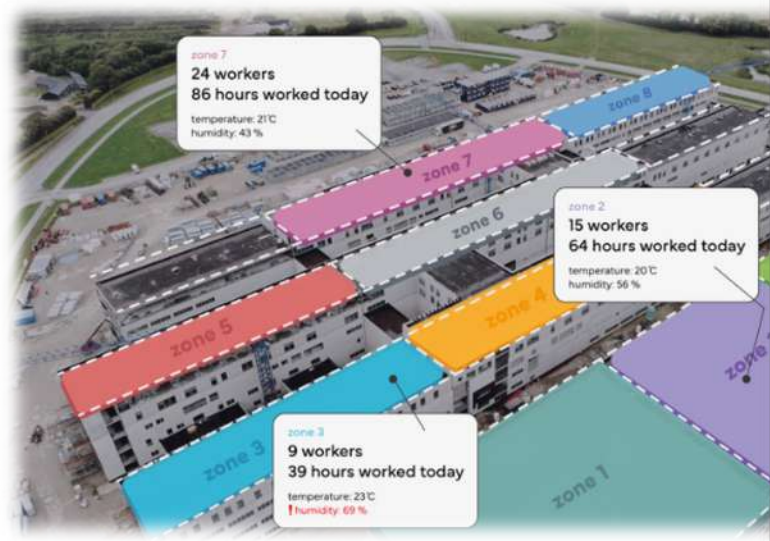 zone 7
24 workers
86 hours worked today
temperature: 21℃
humidity: 43 %
zone 8
zone 7
zone 2
15 workers
64 hours worked today
temperature: 20℃
humidity: 56 %
zone 6
zone 4
zone 5
zone
zone 3
zone 3
9 workers
39 hours worked today
temperature: 23℃
! humidity: 69 %
zone 1